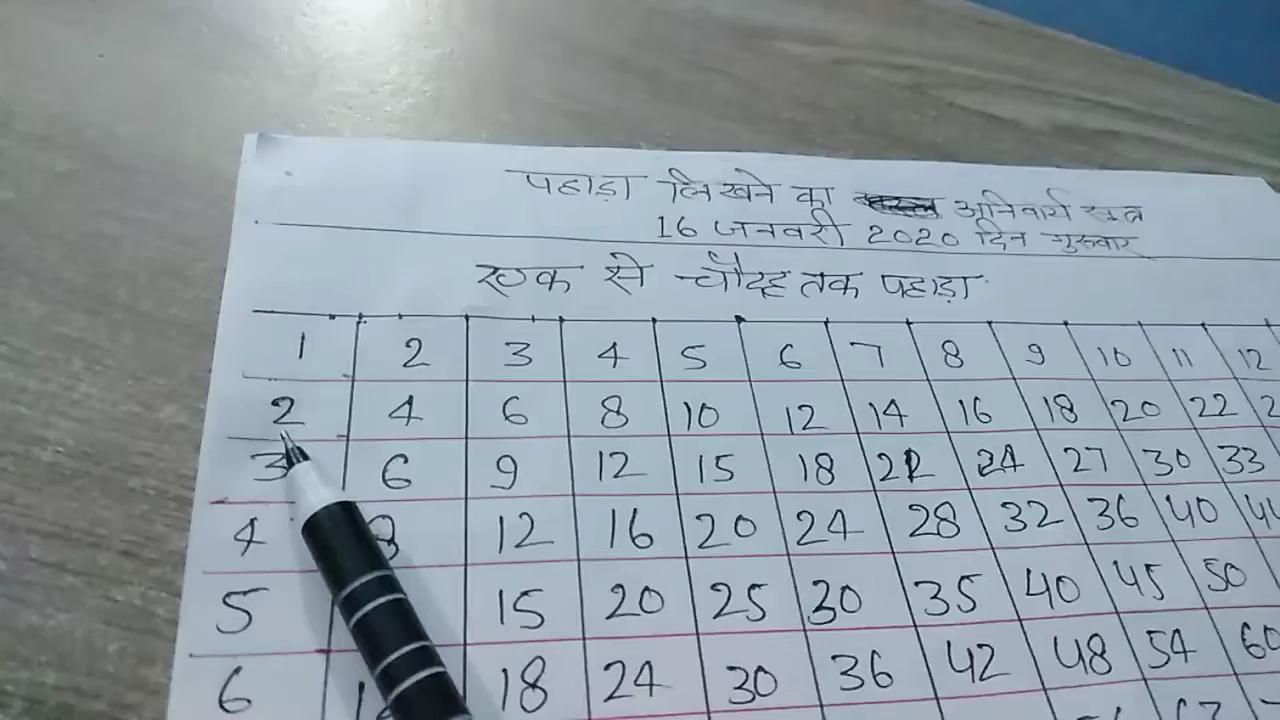 पहाड़ा लिखने का अनिवार्य सत्र
16 जनवरी 2020 दिन गुरुवार
एक से चौदह तक पहाड़ा
1 2 3 4 5 6 7 8 9 10 11 12
2 4 6 8 10 12 14 16 18 20 22
3 6 9 12 15 18 21 24 27 30 33
4 8 12 16 20 24 28 32 36 40
5 15 20 25 30 35 40 45 50
6 18 24 30 36 42 48 54 60